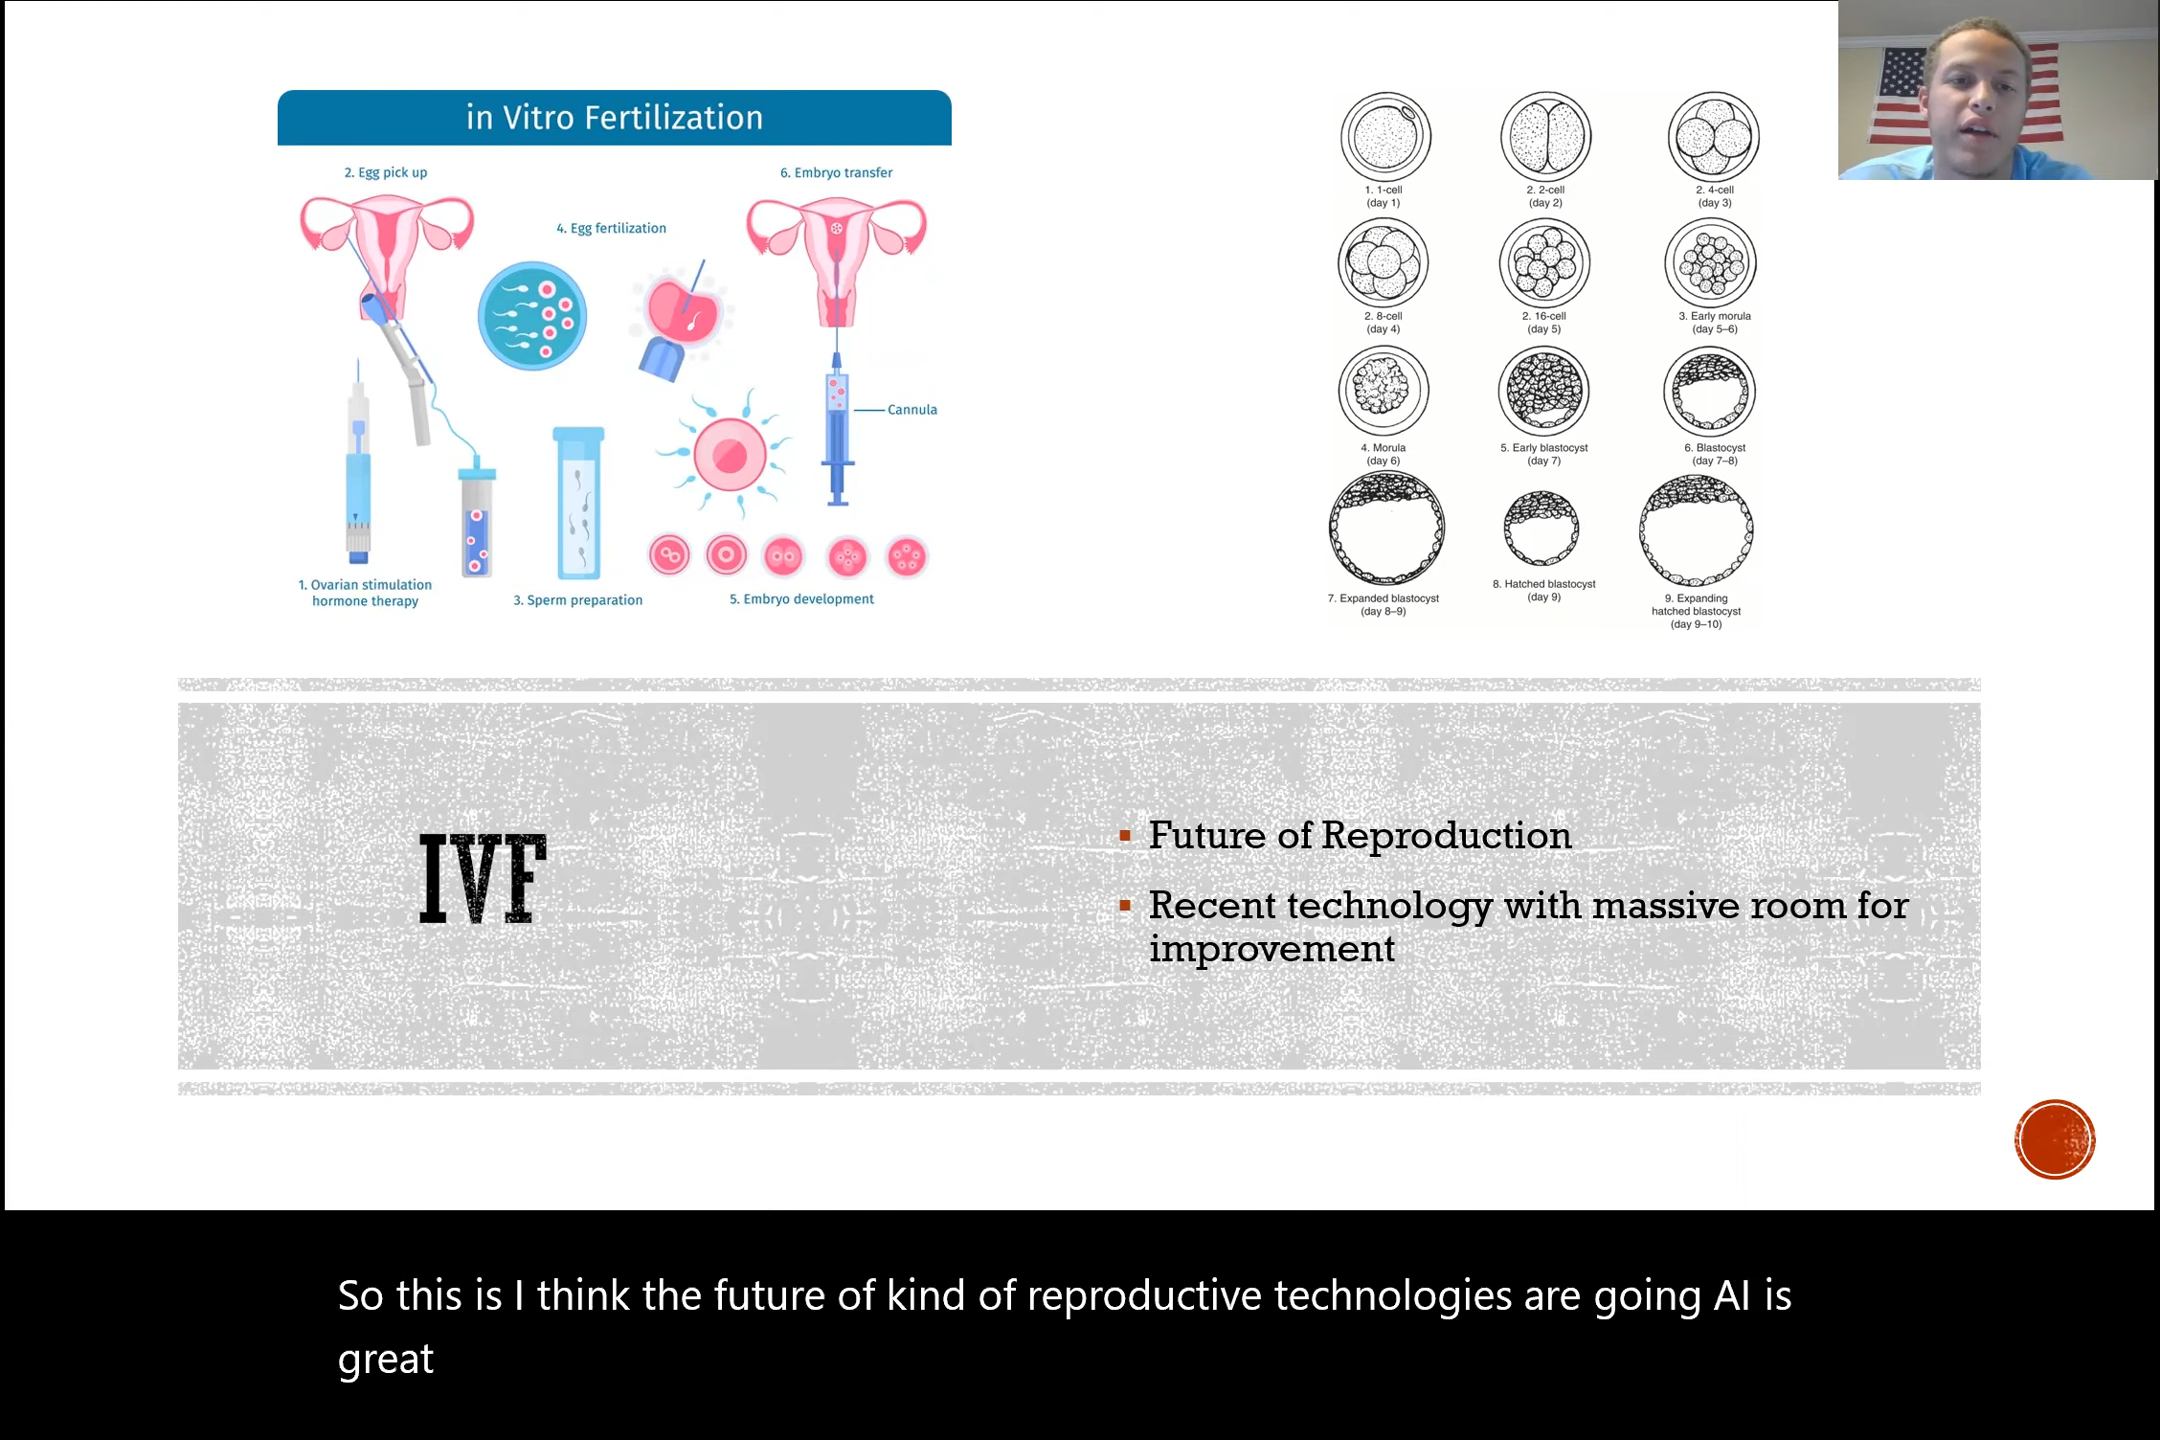 in Vitro Fertilization
2. Egg pick up
6. Embryo transfer
4. Egg fertilization
Cannula
1. Ovarian stimulation
hormone therapy
3. Sperm preparation
5. Embryo development
1. 1-cell
(day 1)
2. 2-cell
(day 2)
2. 4-cell
(day 3)
2. 8-cell
(day 4)
2. 16-cell
(day 5)
3. Early morula
(day 5–6)
4. Morula
(day 6)
5. Early blastocyst
(day 7)
6. Blastocyst
(day 7–8)
7. Expanded blastocyst
(day 8–9)
8. Hatched blastocyst
(day 9)
9. Expanding
hatched blastocyst
(day 9–10)
IVF
▪ Future of Reproduction
▪ Recent technology with massive room for
improvement
So this is I think the future of kind of reproductive technologies are going AI is
great